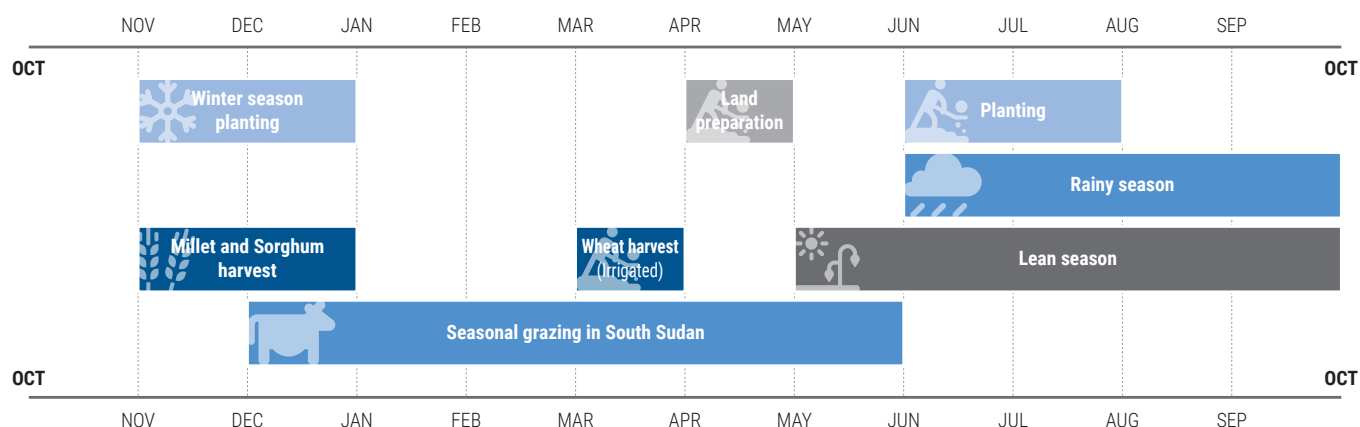 NOV DEC JAN FEB MAR APR MAY JUN JUL AUG SEP
OCT OCT
Winter season
planting
Land
preparation
Planting
Rainy season
Millet and Sorghum
harvest
Wheat harvest
(Irrigated)
Lean season
Seasonal grazing in South Sudan
OCT OCT
NOV DEC JAN FEB MAR APR MAY JUN JUL AUG SEP